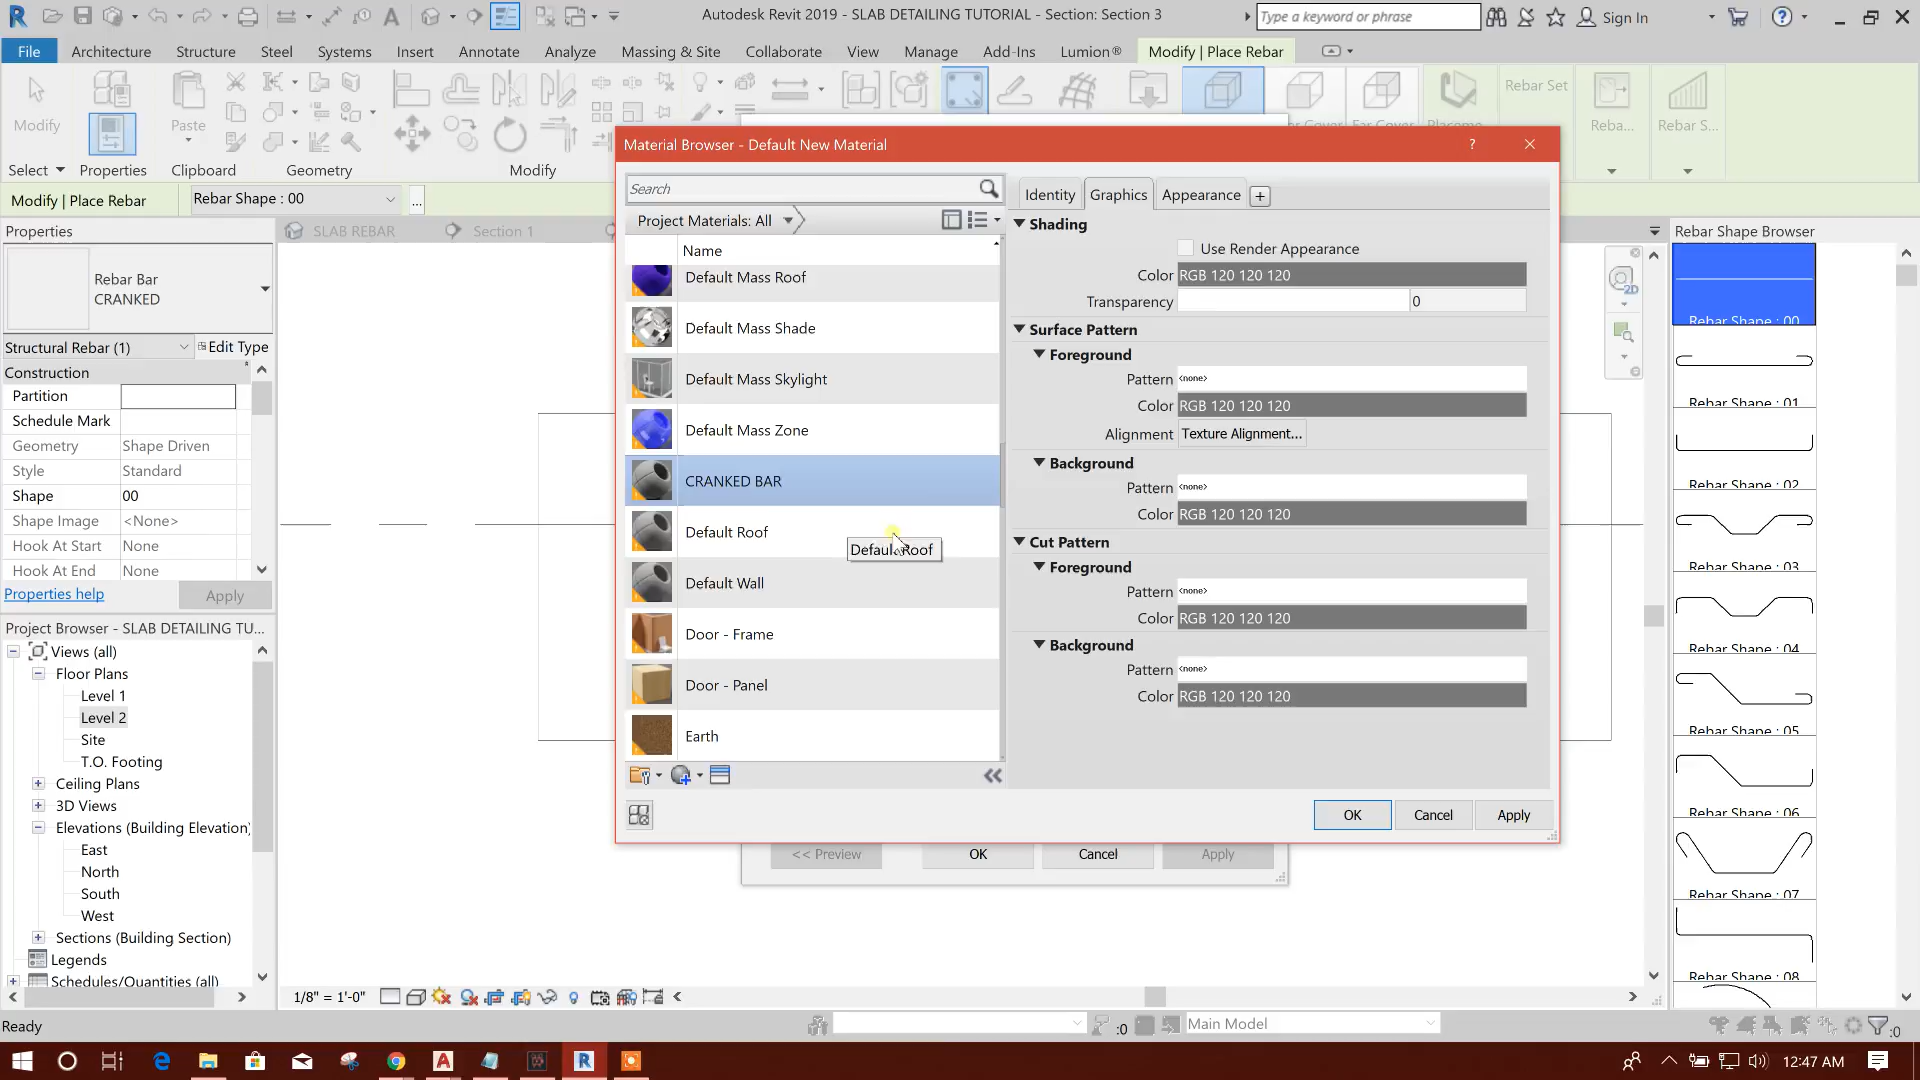 Autodesk Revit 2019 - SLAB DETAILING TUTORIAL - Section: Section 3
Type a keyword or phrase
Sign In
File
Architecture
Structure
Steel
Systems
Insert
Annotate
Analyze
Massing & Site
Collaborate
View
Manage
Add-Ins
Lumion®
Modify | Place Rebar
Modify
Paste
Rebar Set
Reba...
Rebar S...
Select
Properties
Clipboard
Geometry
Modify
Modify | Place Rebar
Rebar Shape : 00
...
Properties
SLAB REBAR
Section 1
Rebar Bar
CRANKED
Structural Rebar (1)
Edit Type
Construction
Partition
Schedule Mark
Geometry Shape Driven
Style Standard
Shape 00
Shape Image <None>
Hook At Start None
Hook At End None
Properties help
Apply
Project Browser - SLAB DETAILING TU...
Views (all)
Floor Plans
Level 1
Level 2
Site
T.O. Footing
Ceiling Plans
3D Views
Elevations (Building Elevation)
East
North
South
West
Sections (Building Section)
Legends
Schedules/Quantities (all)
Material Browser - Default New Material
?
Search
Project Materials: All
Name
Default Mass Roof
Default Mass Shade
Default Mass Skylight
Default Mass Zone
CRANKED BAR
Default Roof
Default Roof
Default Wall
Door - Frame
Door - Panel
Earth
Identity
Graphics
Appearance
Shading
Use Render Appearance
Color RGB 120 120 120
Transparency 0
Surface Pattern
Foreground
Pattern <none>
Color RGB 120 120 120
Alignment Texture Alignment...
Background
Pattern <none>
Color RGB 120 120 120
Cut Pattern
Foreground
Pattern <none>
Color RGB 120 120 120
Background
Pattern <none>
Color RGB 120 120 120
OK
Cancel
Apply
<< Preview
OK
Cancel
Apply
Rebar Shape Browser
Rebar Shape : 00
Rebar Shape : 01
Rebar Shape : 02
Rebar Shape : 03
Rebar Shape : 04
Rebar Shape : 05
Rebar Shape : 06
Rebar Shape : 07
Rebar Shape : 08
2D
1/8" = 1'-0"
Ready
:0
Main Model
:0
12:47 AM